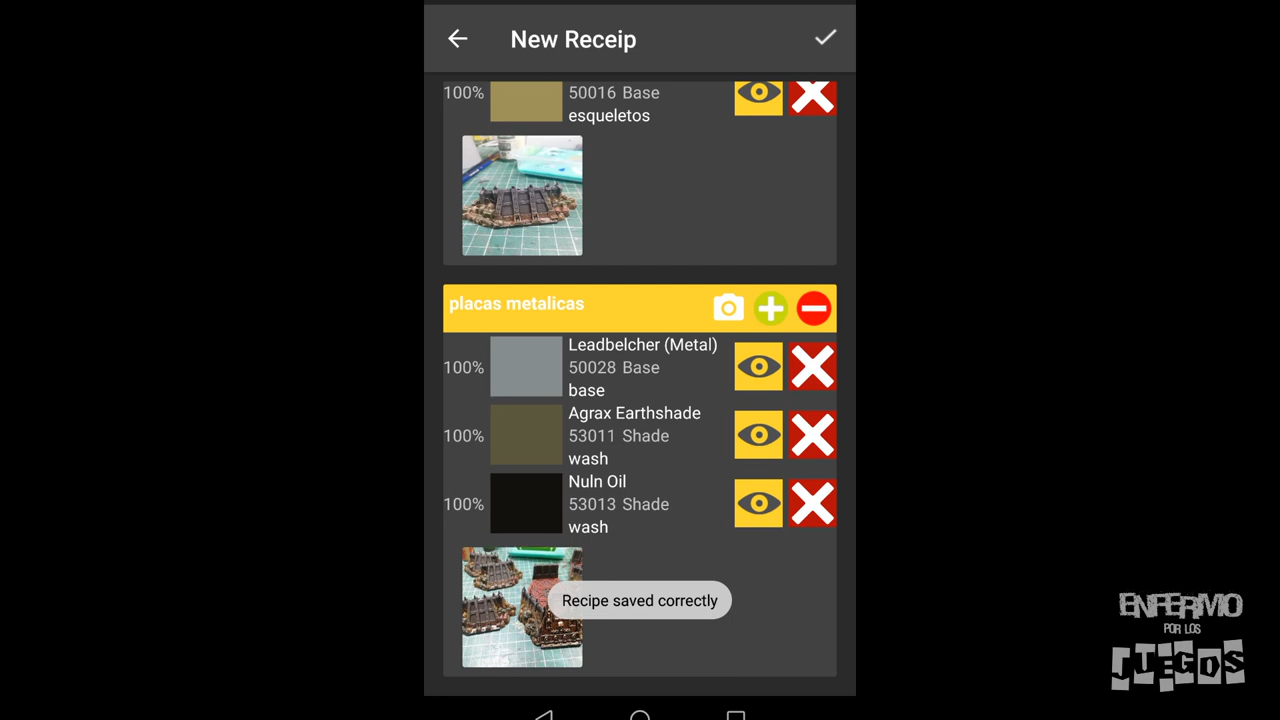 New Receip
100%
50016 Base
esqueletos
placas metalicas
Leadbelcher (Metal)
100%
50028 Base
base
Agrax Earthshade
100%
53011 Shade
wash
Nuln Oil
100%
53013 Shade
wash
Recipe saved correctly
ENFERMO
POR LOS
JUEGOS